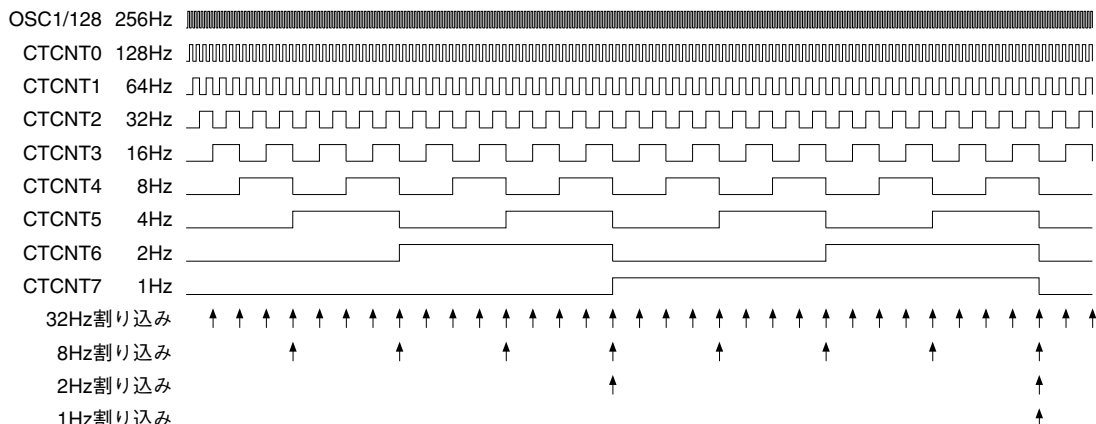 OSC1/128 256Hz
CTCNT0 128Hz
CTCNT1 64Hz
CTCNT2 32Hz
CTCNT3 16Hz
CTCNT4 8Hz
CTCNT5 4Hz
CTCNT6 2Hz
CTCNT7 1Hz
32Hz割り込み
8Hz割り込み
2Hz割り込み
1Hz割り込み